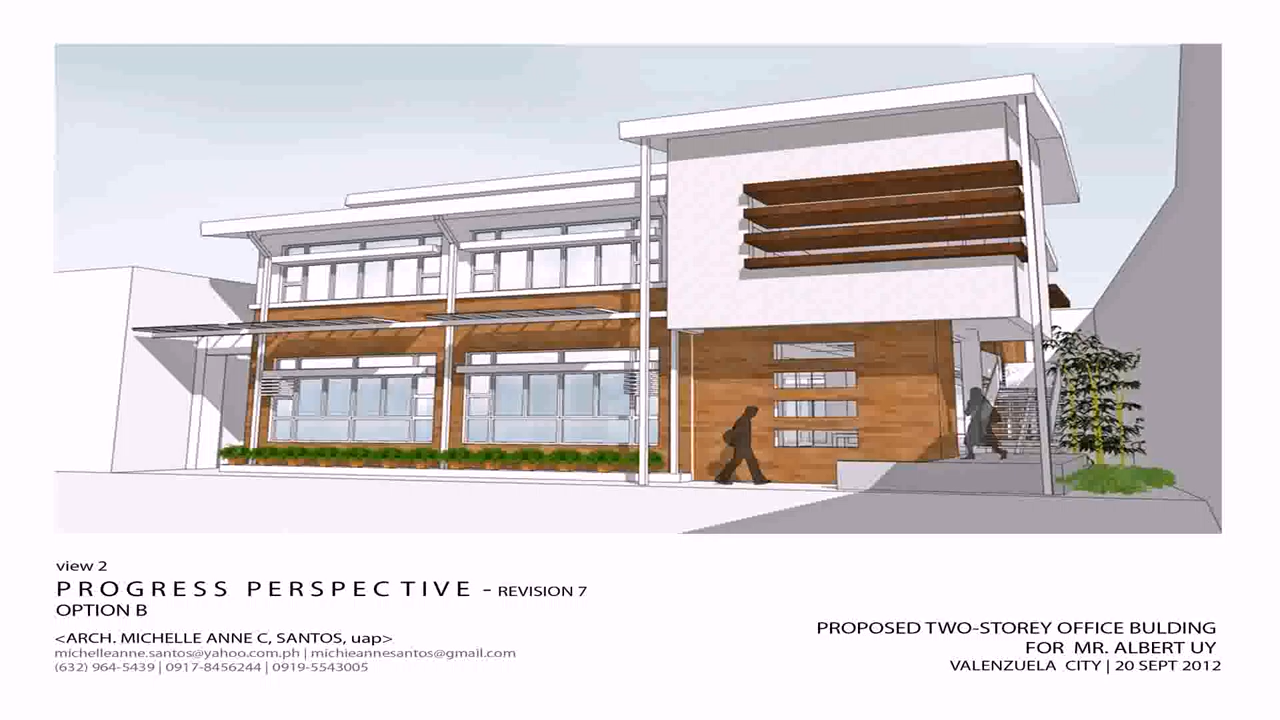 view 2
PROGRESS PERSPECTIVE - REVISION 7
OPTION B
<ARCH. MICHELLE ANNE C, SANTOS, uap>
michelleanne.santos@yahoo.com.ph | michieannesantos@gmail.com
(632) 964-5439 | 0917-8456244 | 0919-5543005
PROPOSED TWO-STOREY OFFICE BULDING
FOR MR. ALBERT UY
VALENZUELA CITY | 20 SEPT 2012